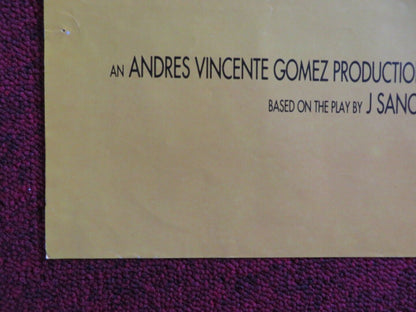 AN ANDRES VINCENTE GOMEZ PRODUCTIO
BASED ON THE PLAY BY J SANC